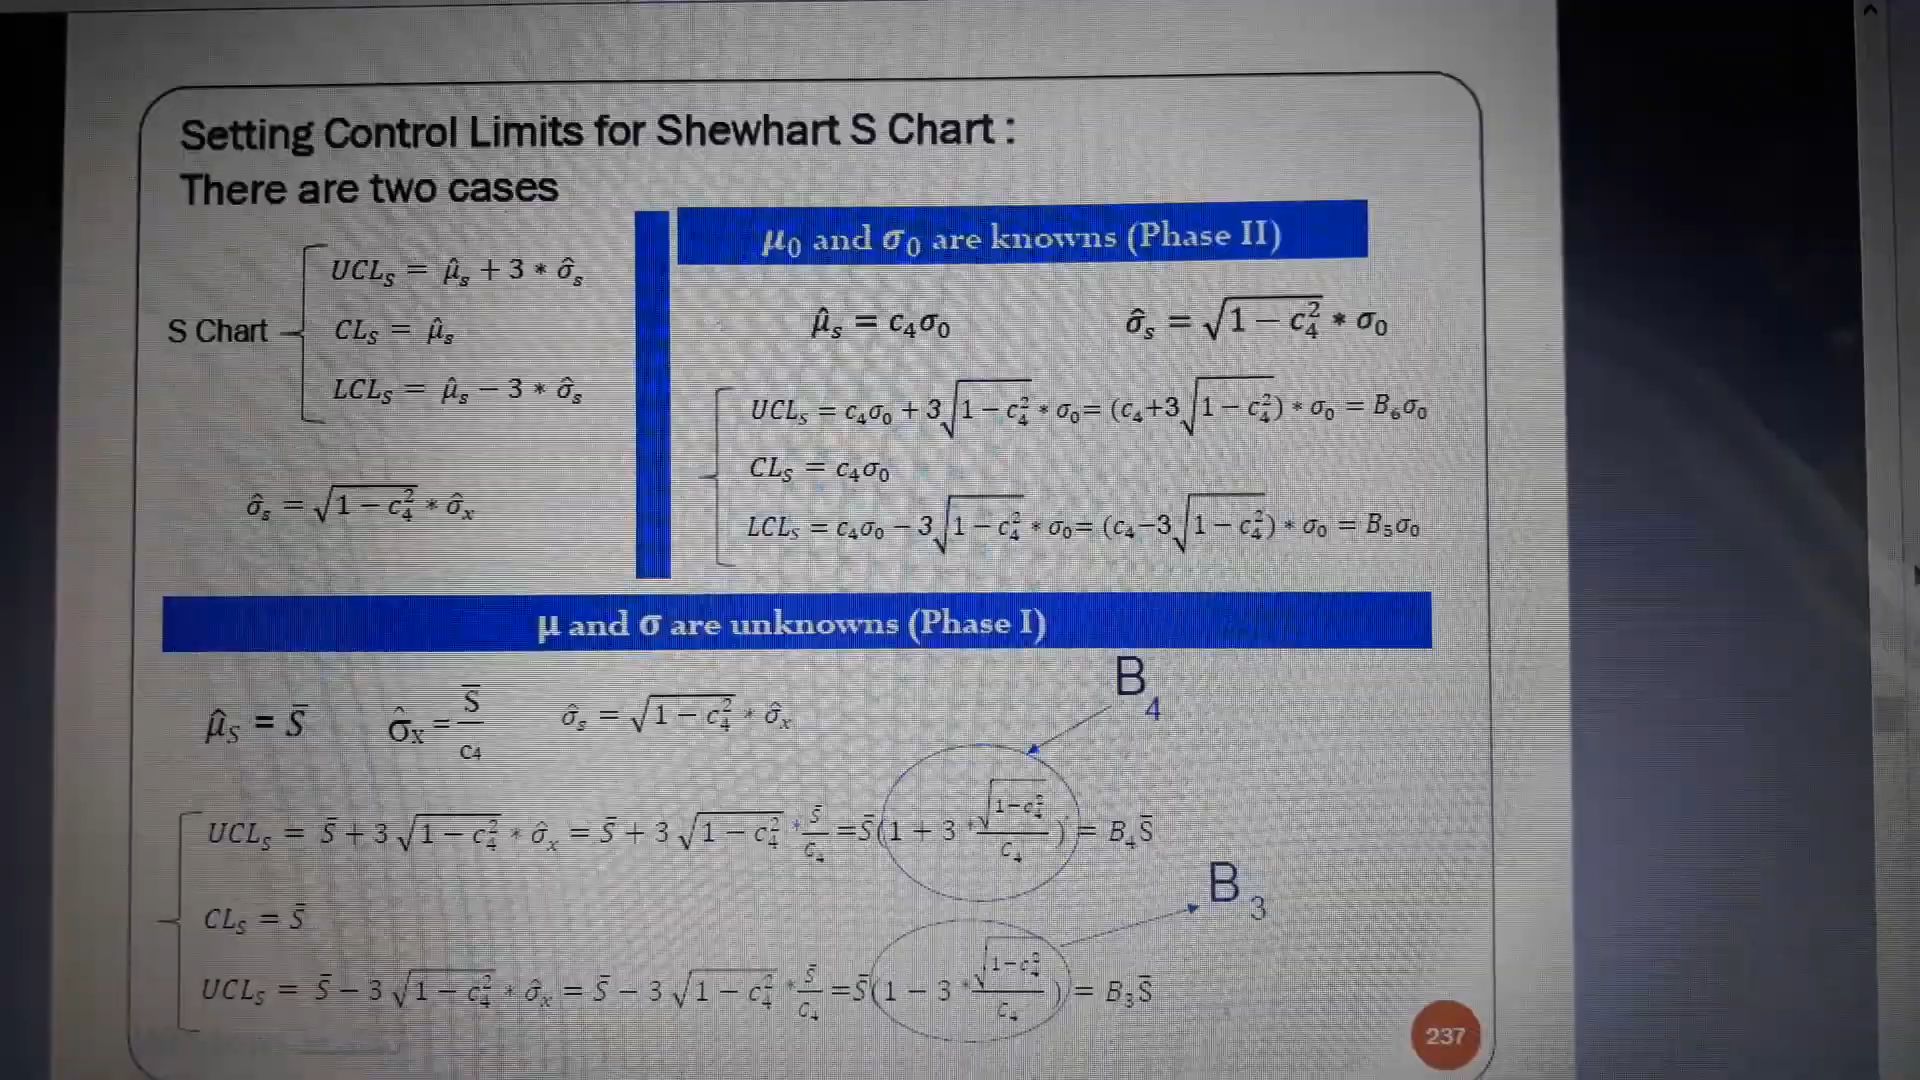 Setting Control Limits for Shewhart S Chart :
There are two cases
S Chart
UCLₛ = μ̂ₛ + 3 * σ̂ₛ
CLₛ = μ̂ₛ
LCLₛ = μ̂ₛ − 3 * σ̂ₛ
σ̂ₛ = √(1 − c₄²) * σ̂ₓ
μ₀ and σ₀ are knowns (Phase II)
μ̂ₛ = c₄σ₀ σ̂ₛ = √(1 − c₄²) * σ₀
UCLₛ = c₄σ₀ + 3√(1 − c₄²) * σ₀= (c₄+3√(1 − c₄²)) * σ₀ = B₆σ₀
CLₛ = c₄σ₀
LCLₛ = c₄σ₀ − 3√(1 − c₄²) * σ₀= (c₄−3√(1 − c₄²)) * σ₀ = B₅σ₀
μ and σ are unknowns (Phase I)
μ̂ₛ = S̄ σ̂ₓ = S̄/c₄ σ̂ₛ = √(1 − c₄²) * σ̂ₓ
B₄
UCLₛ = S̄ + 3√(1 − c₄²) * σ̂ₓ = S̄ + 3√(1 − c₄²) * S̄/c₄ =S̄(1 + 3 * √(1−c₄²)/c₄) = B₄S̄
B₃
CLₛ = S̄
UCLₛ = S̄ − 3√(1 − c₄²) * σ̂ₓ = S̄ − 3√(1 − c₄²) * S̄/c₄ =S̄(1 − 3 * √(1−c₄²)/c₄) = B₃S̄
237